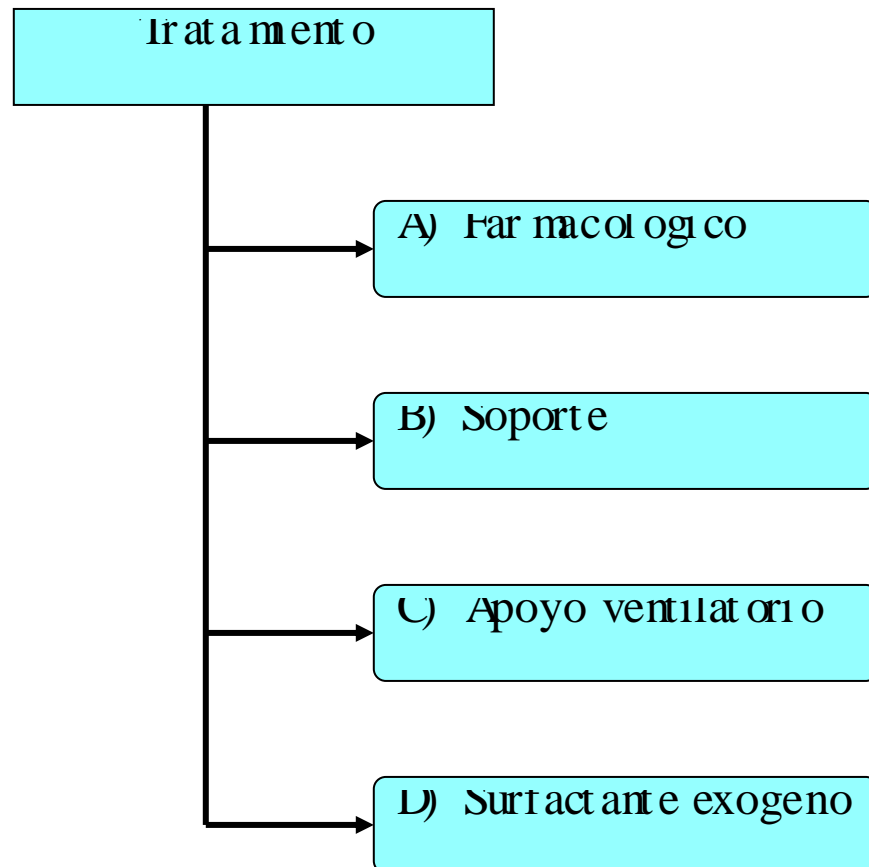 Tratamiento
A) Farmacologico
B) Soporte
C) Apoyo ventilatorio
D) Surfactante exogeno